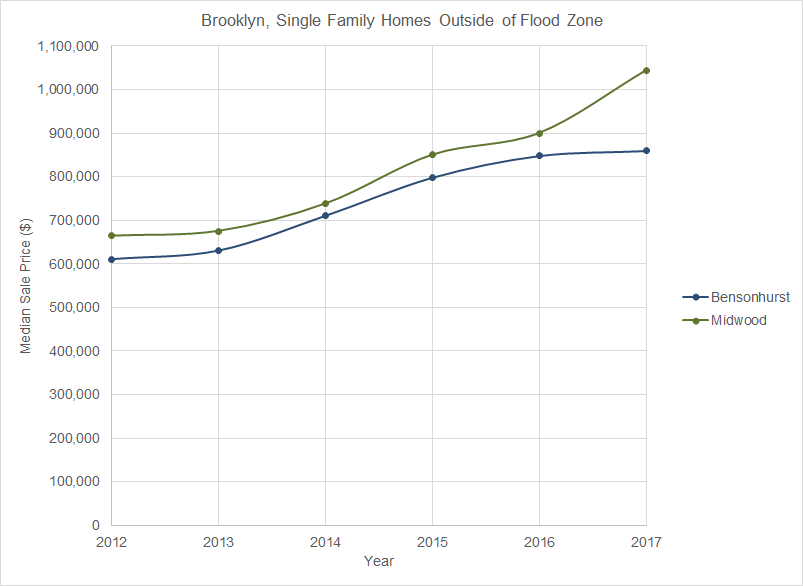 Brooklyn, Single Family Homes Outside of Flood Zone
1,100,000
1,000,000
900,000
800,000
700,000
600,000
500,000
400,000
300,000
200,000
100,000
0
Median Sale Price ($)
2012 2013 2014 2015 2016 2017
Year
Bensonhurst
Midwood